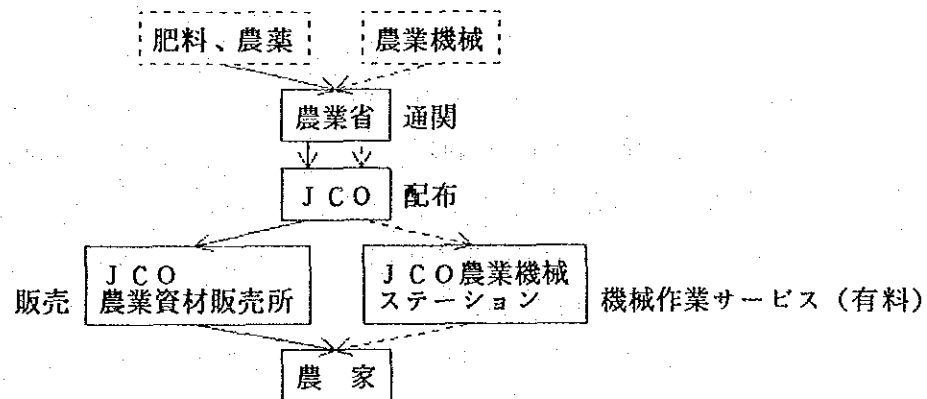 肥料、農薬 農業機械
農業省 通関
JCO 配布
JCO
農業資材販売所
販売
JCO農業機械
ステーション
機械作業サービス（有料）
農 家